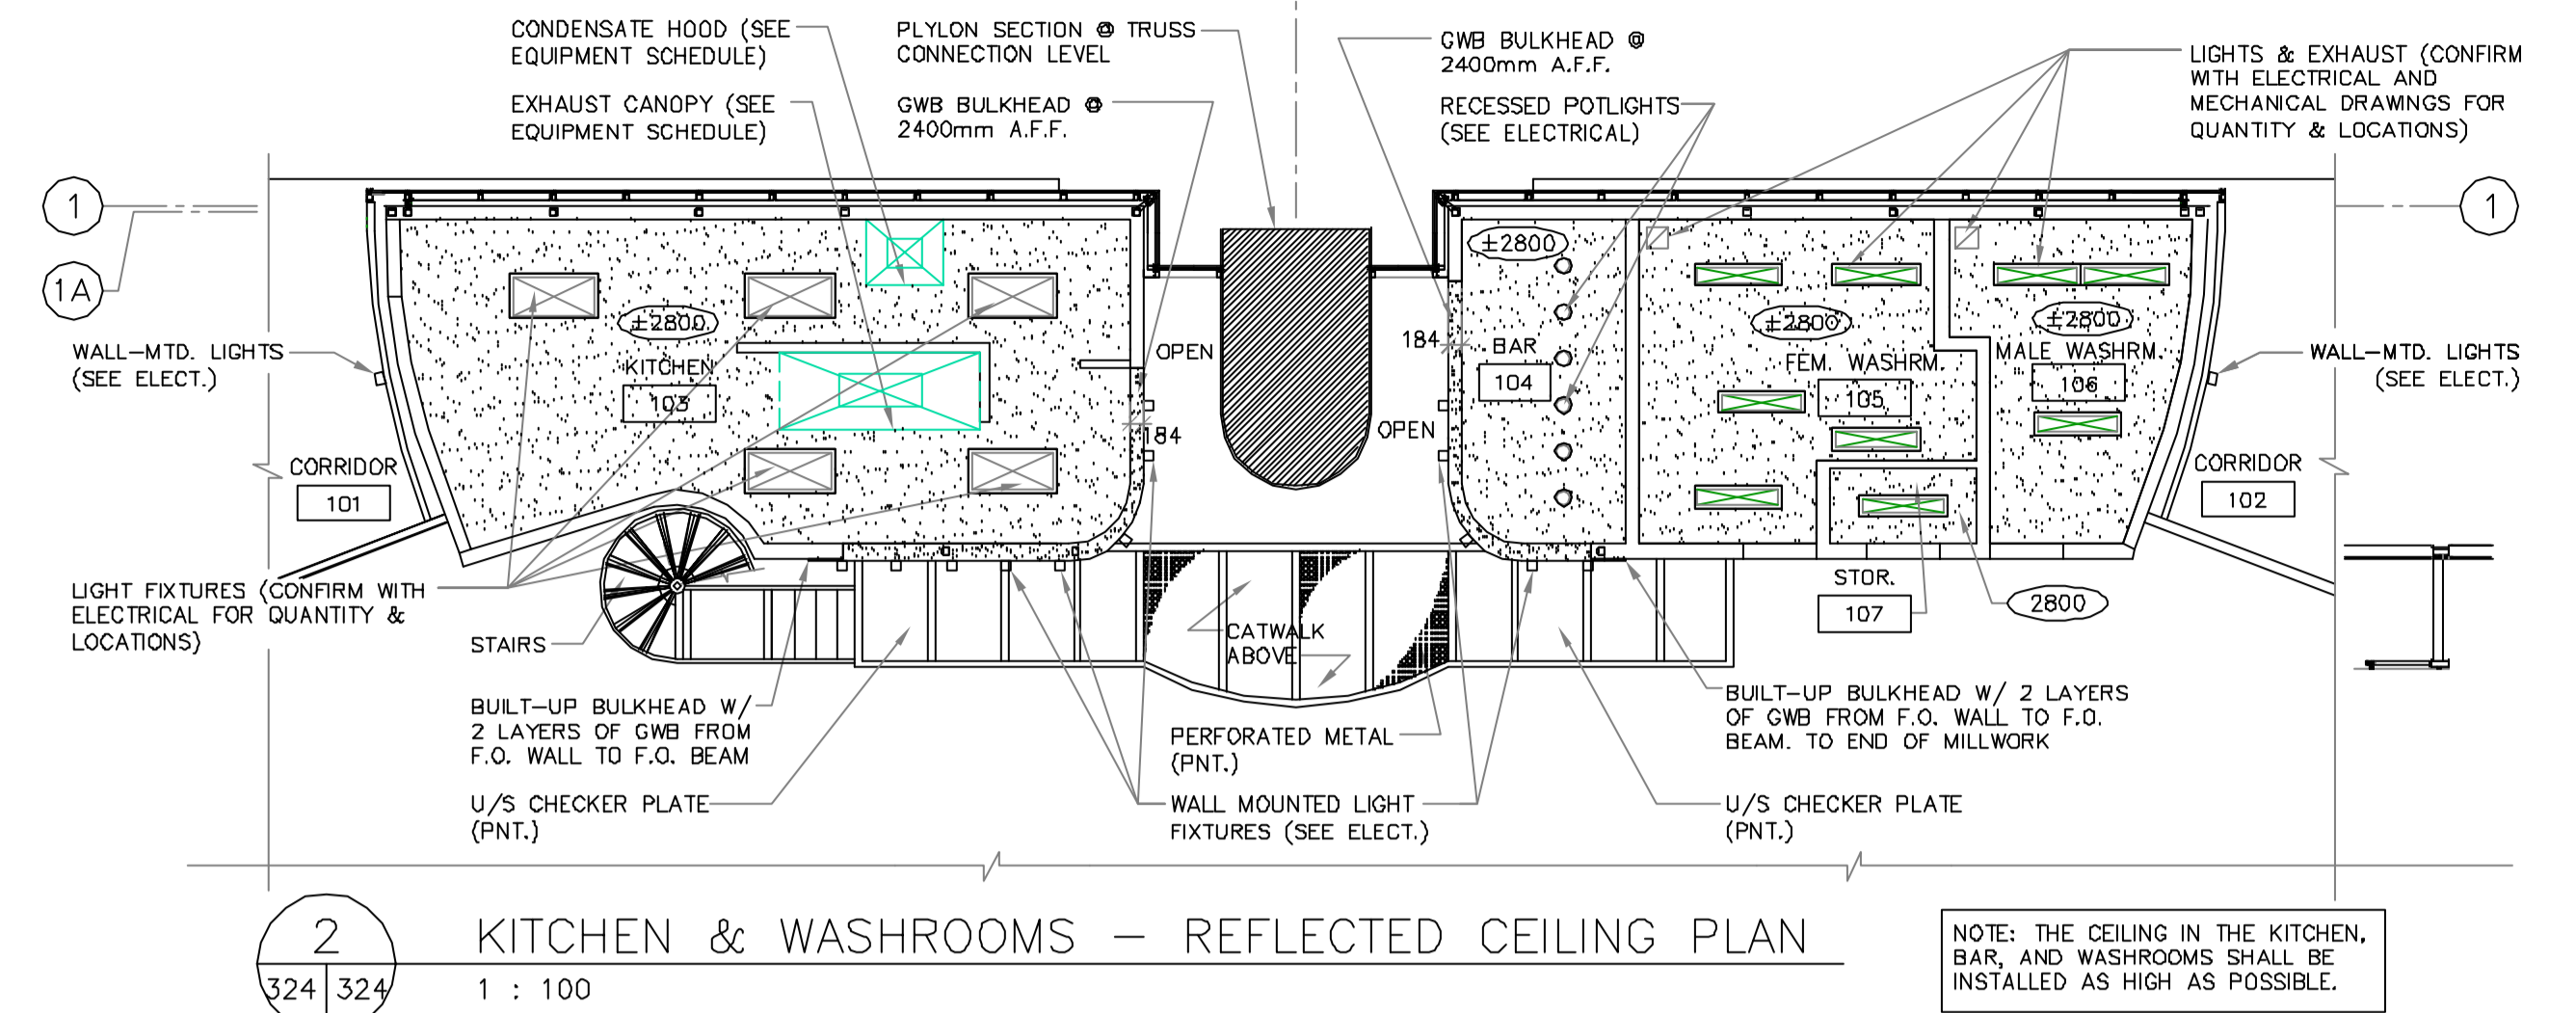 CONDENSATE HOOD (SEE
EQUIPMENT SCHEDULE)
EXHAUST CANOPY (SEE
EQUIPMENT SCHEDULE)
PLYLON SECTION @ TRUSS
CONNECTION LEVEL
GWB BULKHEAD @
2400mm A.F.F.
GWB BULKHEAD @
2400mm A.F.F.
RECESSED POTLIGHTS
(SEE ELECTRICAL)
LIGHTS & EXHAUST (CONFIRM
WITH ELECTRICAL AND
MECHANICAL DRAWINGS FOR
QUANTITY & LOCATIONS)
1
1A
1
WALL-MTD. LIGHTS
(SEE ELECT.)
±2800
KITCHEN
103
OPEN
184
OPEN
184
±2800
BAR
104
±2800
FEM. WASHRM.
105
±2800
MALE WASHRM.
106
WALL-MTD. LIGHTS
(SEE ELECT.)
CORRIDOR
101
CORRIDOR
102
LIGHT FIXTURES (CONFIRM WITH
ELECTRICAL FOR QUANTITY &
LOCATIONS)
STAIRS
CATWALK
ABOVE
STOR.
107
2800
BUILT-UP BULKHEAD W/
2 LAYERS OF GWB FROM
F.O. WALL TO F.O. BEAM
U/S CHECKER PLATE
(PNT.)
PERFORATED METAL
(PNT.)
WALL MOUNTED LIGHT
FIXTURES (SEE ELECT.)
BUILT-UP BULKHEAD W/ 2 LAYERS
OF GWB FROM F.O. WALL TO F.O.
BEAM. TO END OF MILLWORK
U/S CHECKER PLATE
(PNT.)
2
324 324
KITCHEN & WASHROOMS - REFLECTED CEILING PLAN
1 : 100
NOTE: THE CEILING IN THE KITCHEN,
BAR, AND WASHROOMS SHALL BE
INSTALLED AS HIGH AS POSSIBLE.